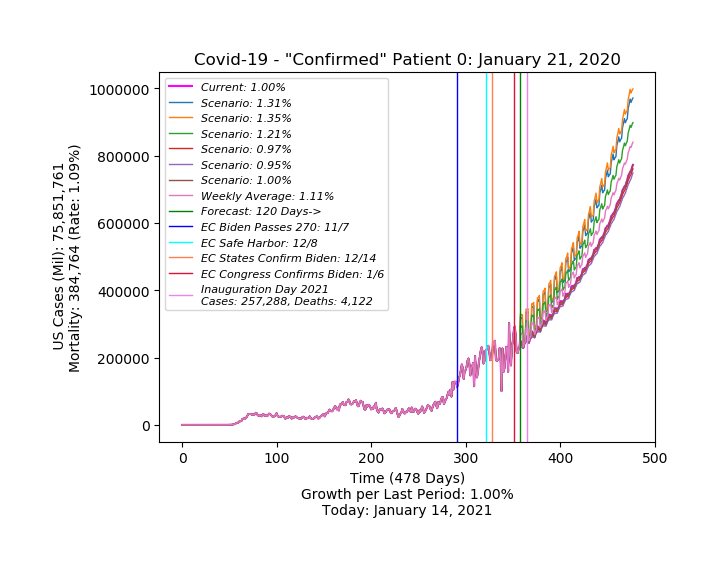 Covid-19 - "Confirmed" Patient 0: January 21, 2020
US Cases (Mil): 75,851,761
Mortality: 384,764 (Rate: 1.09%)
1000000
800000
600000
400000
200000
0
Current: 1.00%
Scenario: 1.31%
Scenario: 1.35%
Scenario: 1.21%
Scenario: 0.97%
Scenario: 0.95%
Scenario: 1.00%
Weekly Average: 1.11%
Forecast: 120 Days->
EC Biden Passes 270: 11/7
EC Safe Harbor: 12/8
EC States Confirm Biden: 12/14
EC Congress Confirms Biden: 1/6
Inauguration Day 2021
Cases: 257,288, Deaths: 4,122
0 100 200 300 400 500
Time (478 Days)
Growth per Last Period: 1.00%
Today: January 14, 2021